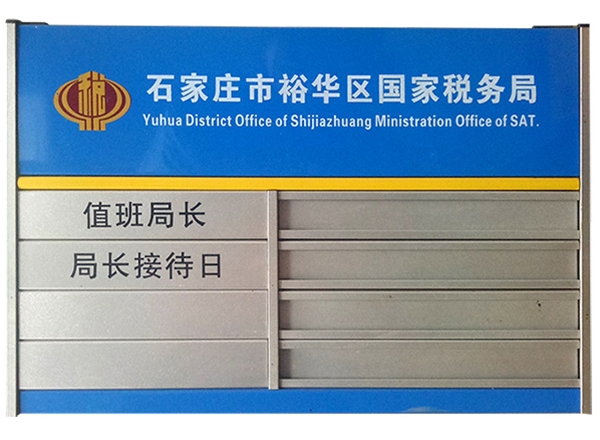 税
石家庄市裕华区国家税务局
Yuhua District Office of Shijiazhuang Ministration Office of SAT.
值班局长
局长接待日